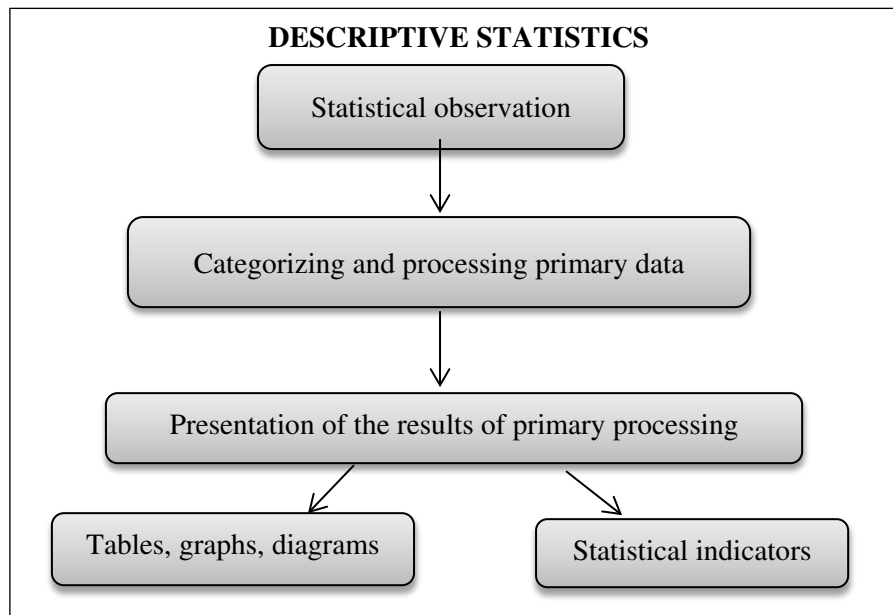 DESCRIPTIVE STATISTICS
Statistical observation
Categorizing and processing primary data
Presentation of the results of primary processing
Tables, graphs, diagrams
Statistical indicators